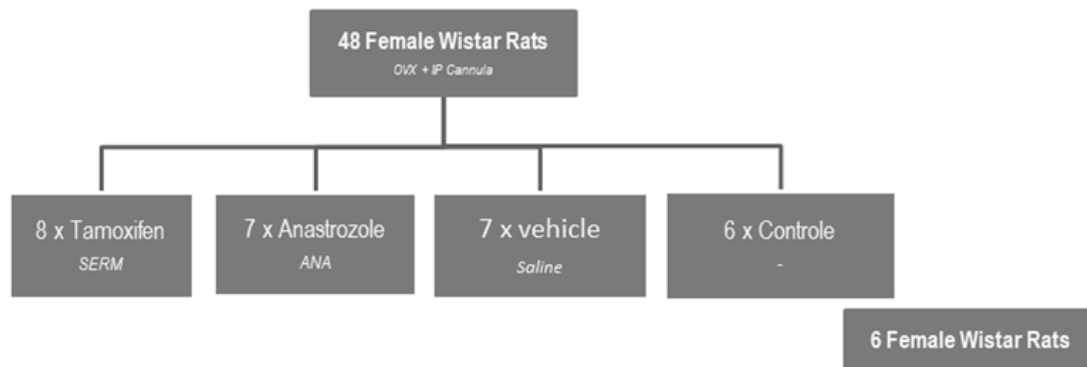 48 Female Wistar Rats
OVX + IP Cannula
8 x Tamoxifen
SERM
7 x Anastrozole
ANA
7 x vehicle
Saline
6 x Controle
-
6 Female Wistar Rats